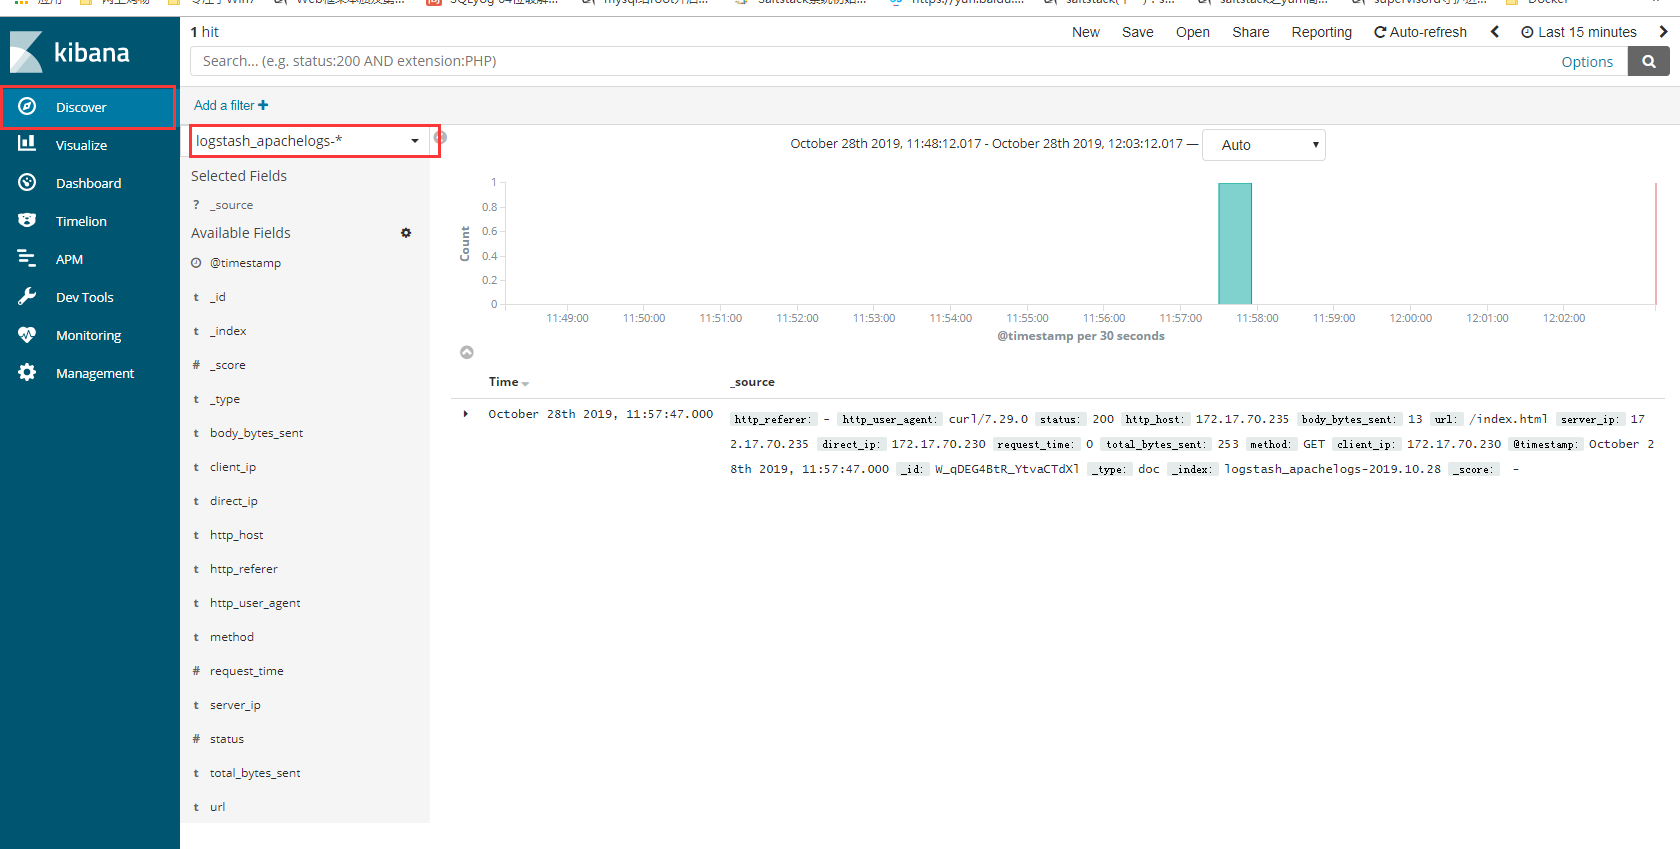 https://yun.baidu....
Docker
kibana
Discover
Visualize
Dashboard
Timelion
APM
Dev Tools
Monitoring
Management
1 hit
New Save Open Share Reporting Auto-refresh Last 15 minutes
Search... (e.g. status:200 AND extension:PHP)
Options
Add a filter +
logstash_apachelogs-*
Selected Fields
? _source
Available Fields
@timestamp
t _id
t _index
# _score
t _type
t body_bytes_sent
t client_ip
t direct_ip
t http_host
t http_referer
t http_user_agent
t method
# request_time
t server_ip
# status
t total_bytes_sent
t url
October 28th 2019, 11:48:12.017 - October 28th 2019, 12:03:12.017 —
Auto
Count
1
0.8
0.6
0.4
0.2
0
11:49:00 11:50:00 11:51:00 11:52:00 11:53:00 11:54:00 11:55:00 11:56:00 11:57:00 11:58:00 11:59:00 12:00:00 12:01:00 12:02:00
@timestamp per 30 seconds
Time _source
October 28th 2019, 11:57:47.000
http_referer: - http_user_agent: curl/7.29.0 status: 200 http_host: 172.17.70.235 body_bytes_sent: 13 url: /index.html server_ip: 17
2.17.70.235 direct_ip: 172.17.70.230 request_time: 0 total_bytes_sent: 253 method: GET client_ip: 172.17.70.230 @timestamp: October 2
8th 2019, 11:57:47.000 _id: W_qDEG4BtR_YtvaCTdXl _type: doc _index: logstash_apachelogs-2019.10.28 _score: -